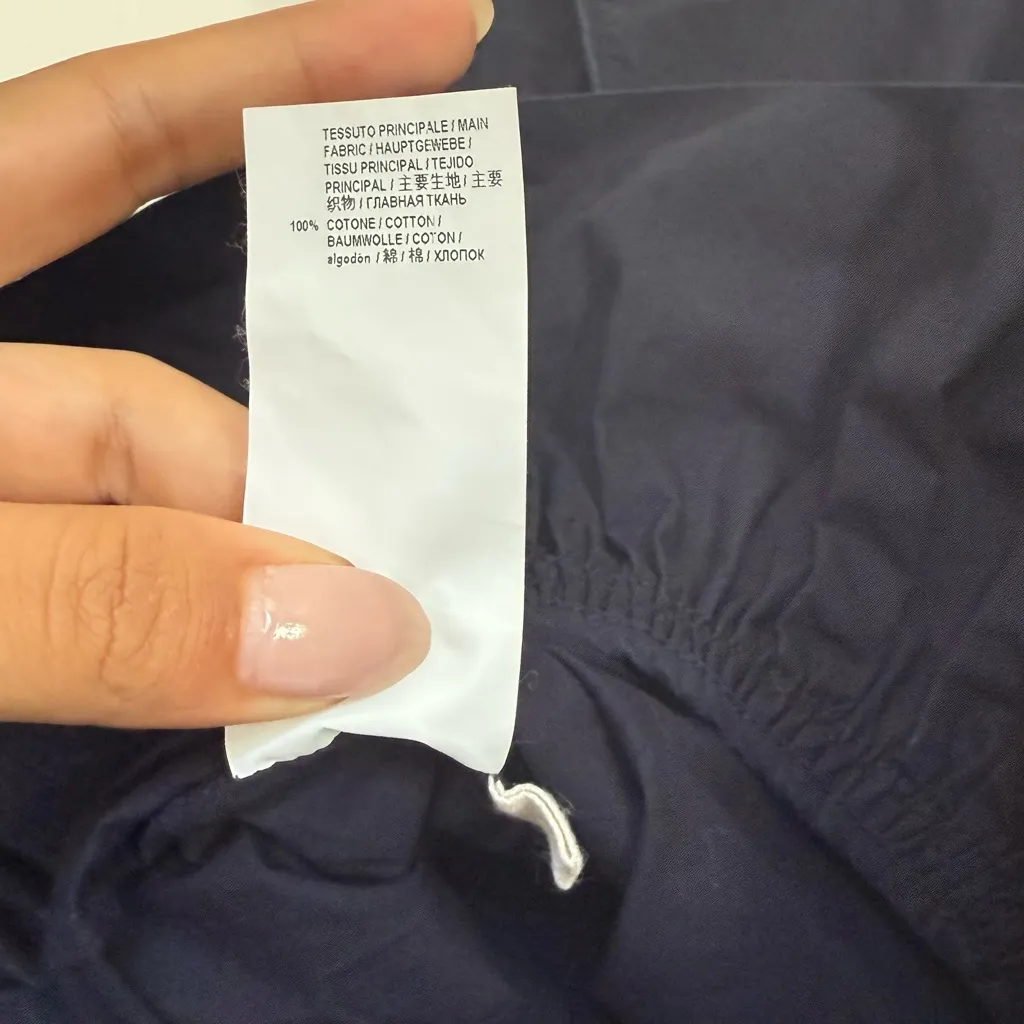 TESSUTO PRINCIPALE / MAIN
FABRIC / HAUPTGEWEBE /
TISSU PRINCIPAL / TEJIDO
PRINCIPAL / 主要生地 / 主要
织物 / ГЛАВНАЯ ТКАНЬ
100% COTONE / COTTON /
BAUMWOLLE / COTON /
algodòn / 綿 / 棉 / ХЛОПОК